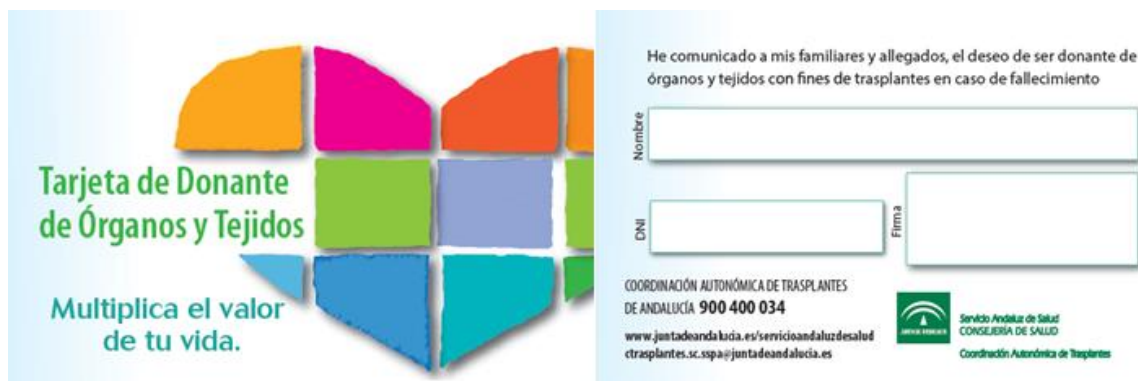 Tarjeta de Donante
de Órganos y Tejidos
Multiplica el valor
de tu vida.
He comunicado a mis familiares y allegados, el deseo de ser donante de
órganos y tejidos con fines de trasplantes en caso de fallecimiento
Nombre
DNI
Firma
COORDINACIÓN AUTONÓMICA DE TRASPLANTES
DE ANDALUCÍA 900 400 034
www.juntadeandalucia.es/servicioandaluzdesalud
ctrasplantes.sc.sspa@juntadeandalucia.es
JUNTA DE ANDALUCIA
Servicio Andaluz de Salud
CONSEJERÍA DE SALUD
Coordinación Autonómica de Trasplantes